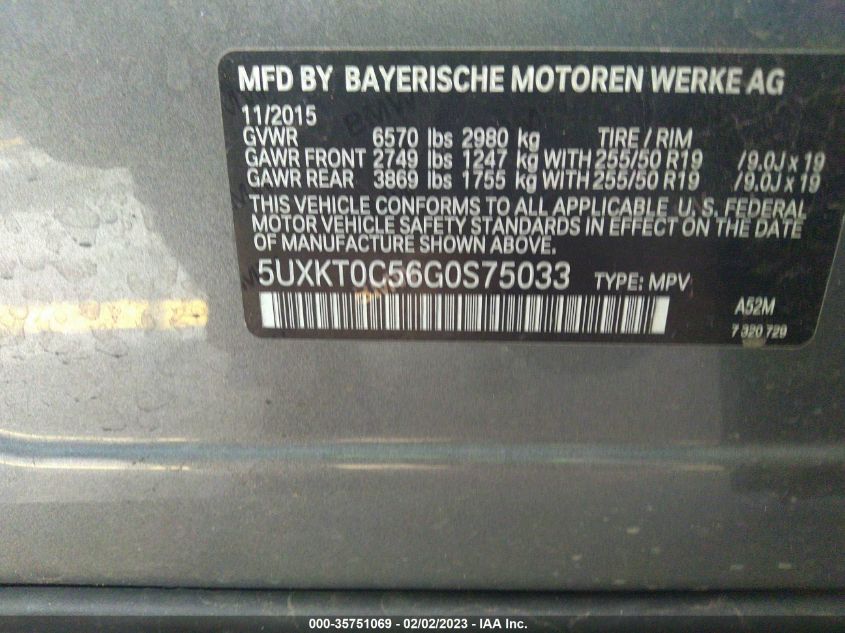 MFD BY BAYERISCHE MOTOREN WERKE AG
11/2015
GVWR 6570 lbs 2980 kg TIRE / RIM
GAWR FRONT 2749 lbs 1247 kg WITH 255/50 R19 /9.0J x 19
GAWR REAR 3869 lbs 1755 kg WITH 255/50 R19 /9.0J x 19
THIS VEHICLE CONFORMS TO ALL APPLICABLE U. S. FEDERAL
MOTOR VEHICLE SAFETY STANDARDS IN EFFECT ON THE DATE
OF MANUFACTURE SHOWN ABOVE.
5UXKT0C56G0S75033 TYPE: MPV
A52M
7 320 729
000-35751069 - 02/02/2023 - IAA Inc.